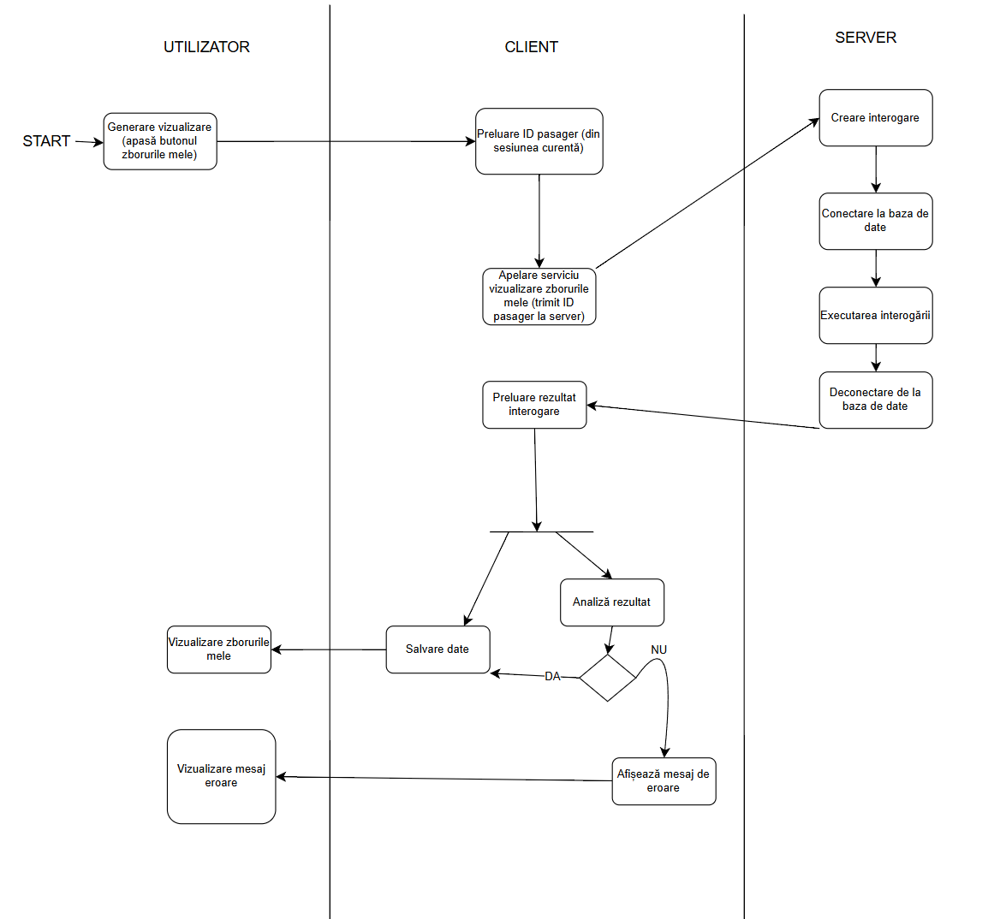 UTILIZATOR
CLIENT
SERVER
START
Generare vizualizare
(apasă butonul
zborurile mele)
Preluare ID pasager (din
sesiunea curentă)
Creare interogare
Conectare la baza de
date
Apelare serviciu
vizualizare zborurile
mele (trimit ID
pasager la server)
Executarea interogării
Deconectare de la
baza de date
Preluare rezultat
interogare
Analiză rezultat
Vizualizare zborurile
mele
Salvare date
DA
NU
Vizualizare mesaj
eroare
Afișează mesaj de
eroare